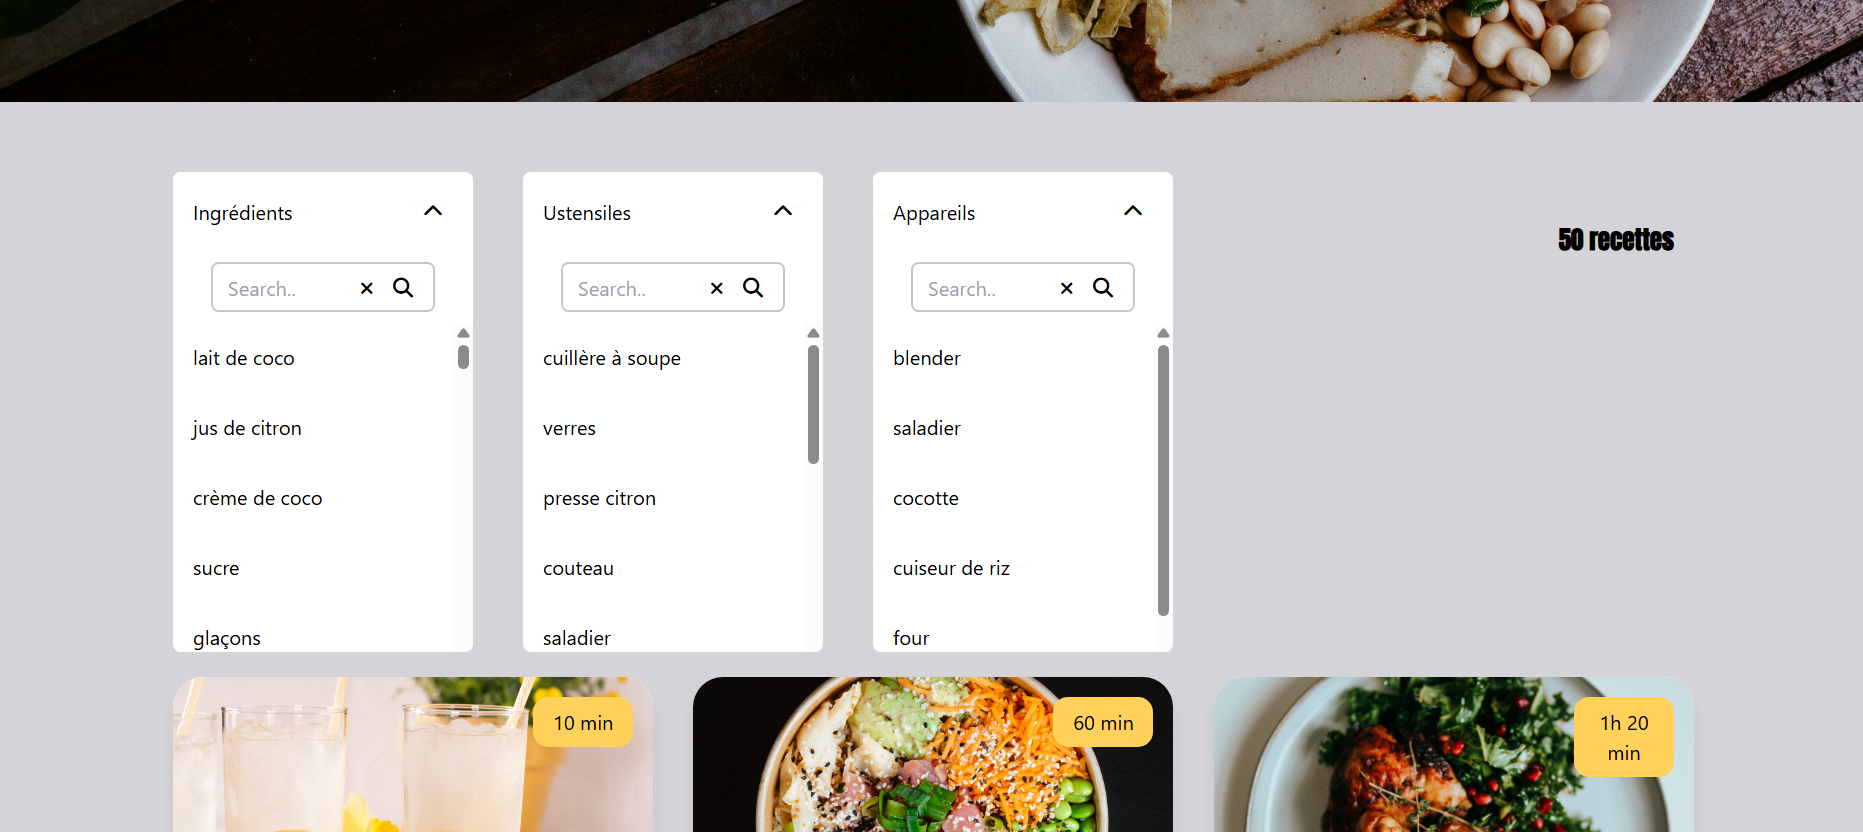 Ingrédients
Search..
lait de coco
jus de citron
crème de coco
sucre
glaçons
Ustensiles
Search..
cuillère à soupe
verres
presse citron
couteau
saladier
Appareils
Search..
blender
saladier
cocotte
cuiseur de riz
four
50 recettes
10 min
60 min
1h 20
min